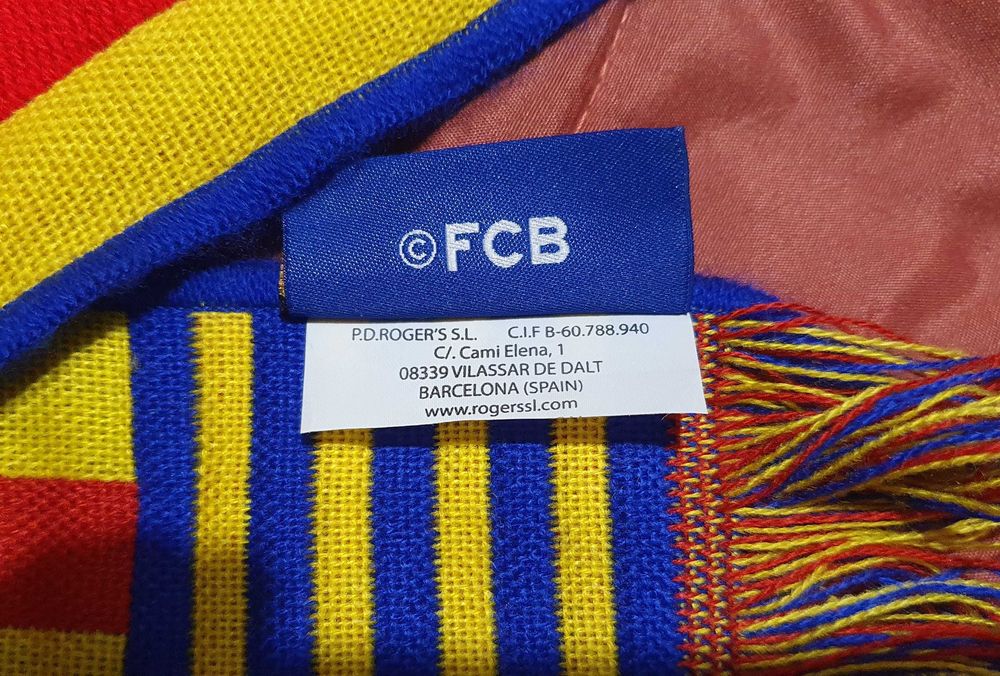 ©FCB
P.D.ROGER'S S.L. C.I.F B-60.788.940
C/. Cami Elena, 1
08339 VILASSAR DE DALT
BARCELONA (SPAIN)
www.rogerssl.com